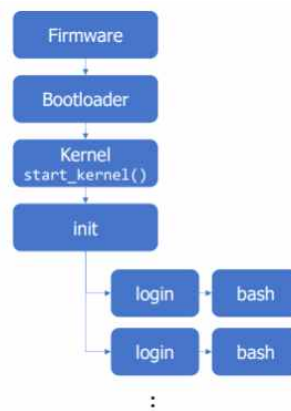 Firmware
Bootloader
Kernel
start_kernel()
init
login bash
login bash
: